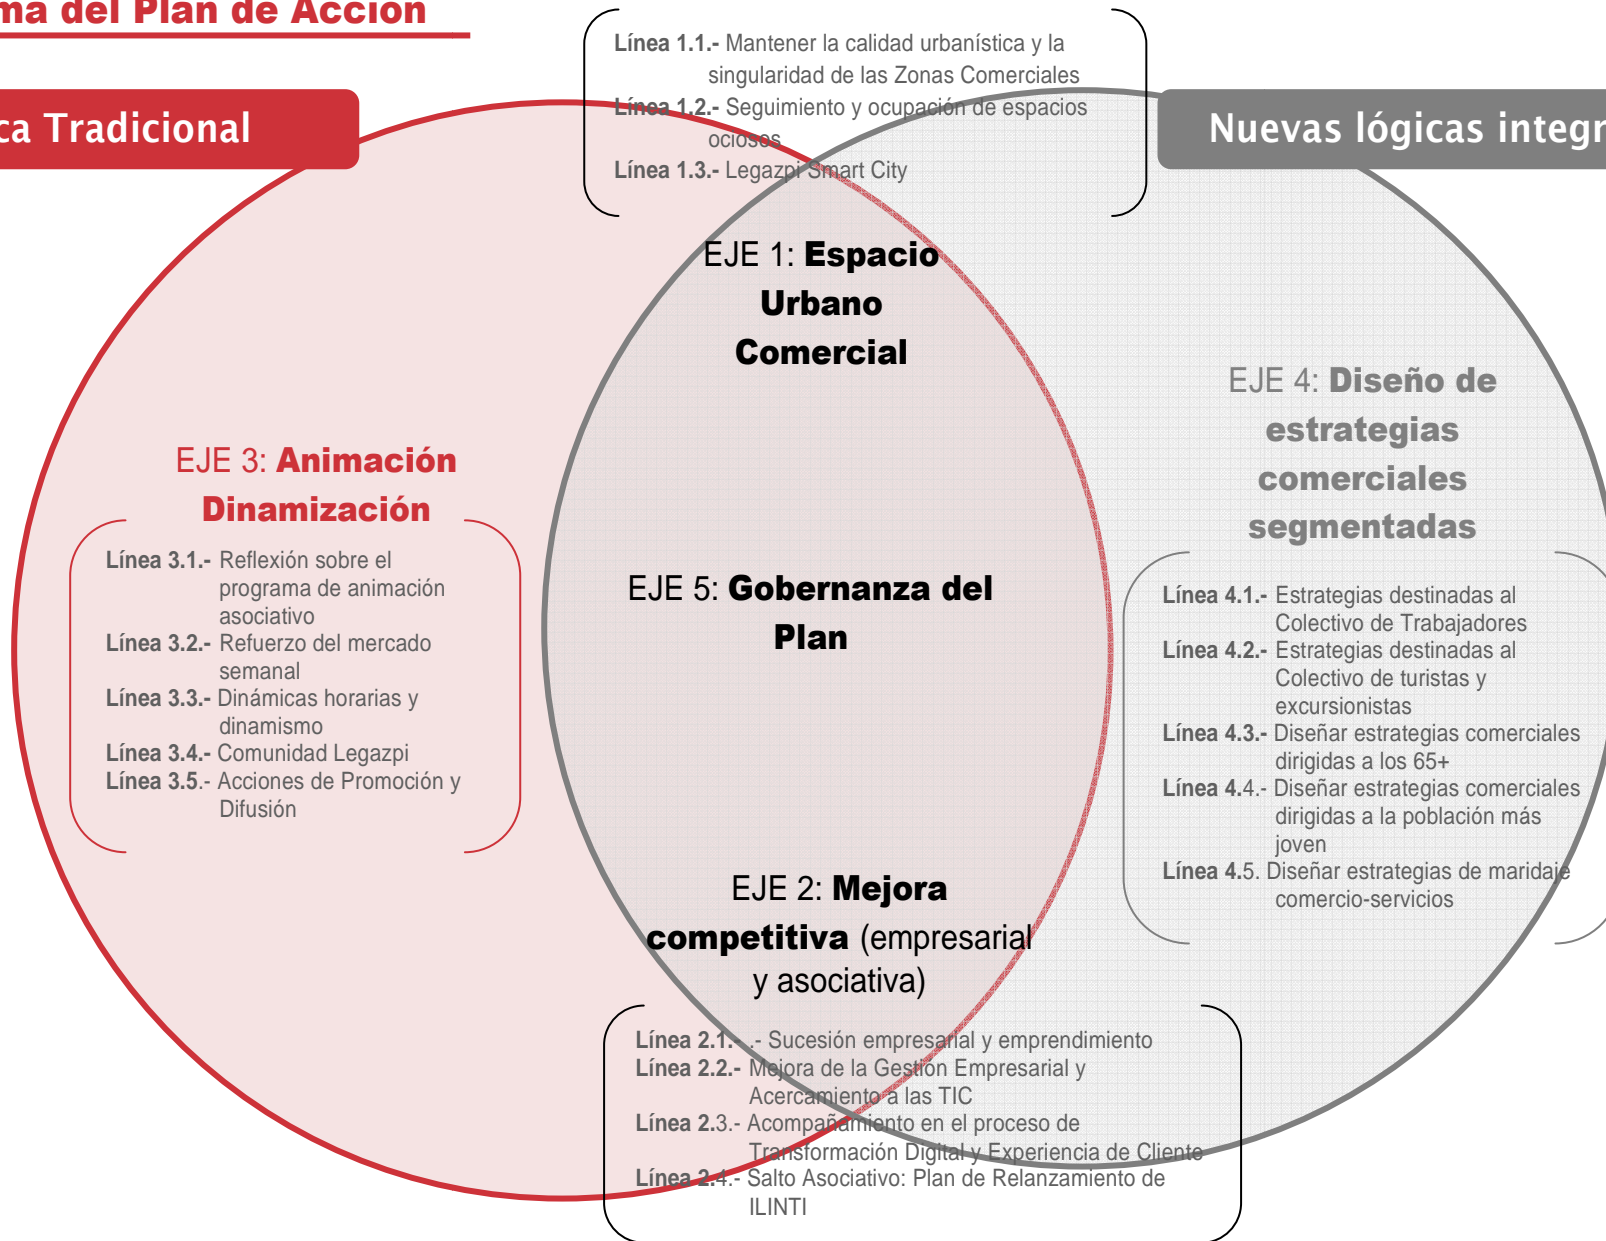 ma del Plan de Acción
Línea 1.1.- Mantener la calidad urbanística y la
singularidad de las Zonas Comerciales
Línea 1.2.- Seguimiento y ocupación de espacios
ociosos
Línea 1.3.- Legazpi Smart City
ca Tradicional
Nuevas lógicas integr
EJE 1: Espacio
Urbano
Comercial
EJE 3: Animación
Dinamización
Línea 3.1.- Reflexión sobre el
programa de animación
asociativo
Línea 3.2.- Refuerzo del mercado
semanal
Línea 3.3.- Dinámicas horarias y
dinamismo
Línea 3.4.- Comunidad Legazpi
Línea 3.5.- Acciones de Promoción y
Difusión
EJE 5: Gobernanza del
Plan
EJE 4: Diseño de
estrategias
comerciales
segmentadas
Línea 4.1.- Estrategias destinadas al
Colectivo de Trabajadores
Línea 4.2.- Estrategias destinadas al
Colectivo de turistas y
excursionistas
Línea 4.3.- Diseñar estrategias comerciales
dirigidas a los 65+
Línea 4.4.- Diseñar estrategias comerciales
dirigidas a la población más
joven
Línea 4.5. Diseñar estrategias de maridaje
comercio-servicios
EJE 2: Mejora
competitiva (empresarial
y asociativa)
Línea 2.1.- .- Sucesión empresarial y emprendimiento
Línea 2.2.- Mejora de la Gestión Empresarial y
Acercamiento a las TIC
Línea 2.3.- Acompañamiento en el proceso de
Transformación Digital y Experiencia de Cliente
Línea 2.4.- Salto Asociativo: Plan de Relanzamiento de
ILINTI